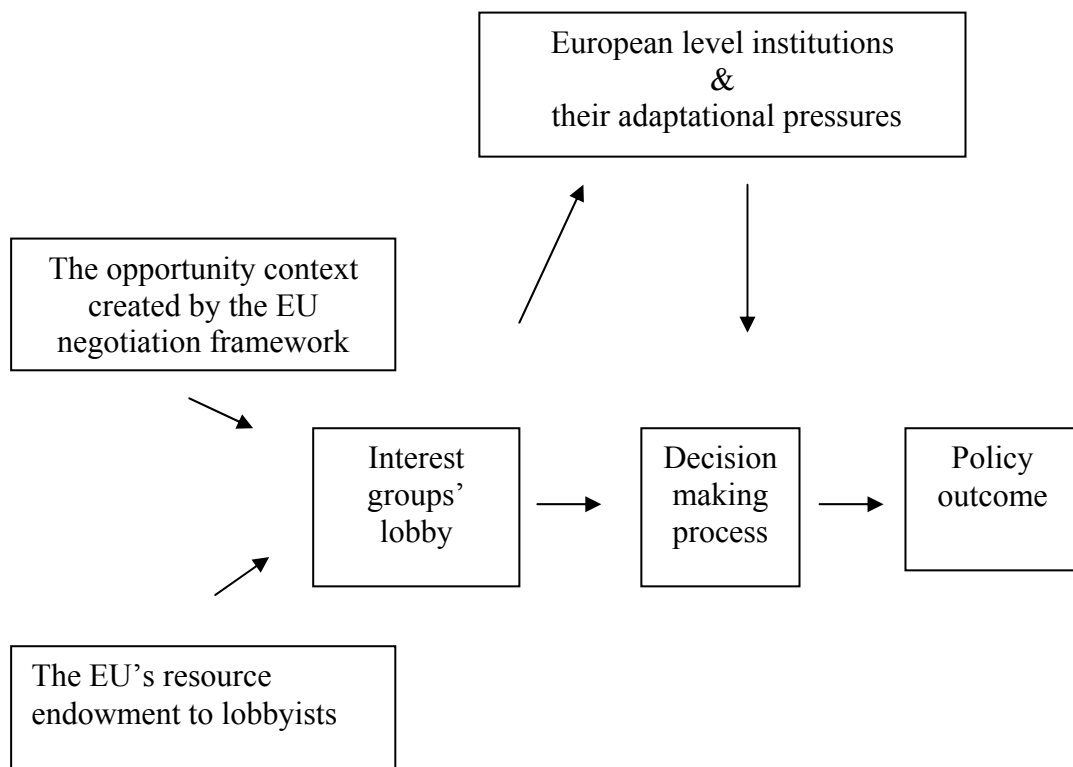 European level institutions
&
their adaptational pressures
The opportunity context
created by the EU
negotiation framework
Interest
groups’
lobby
Decision
making
process
Policy
outcome
The EU’s resource
endowment to lobbyists